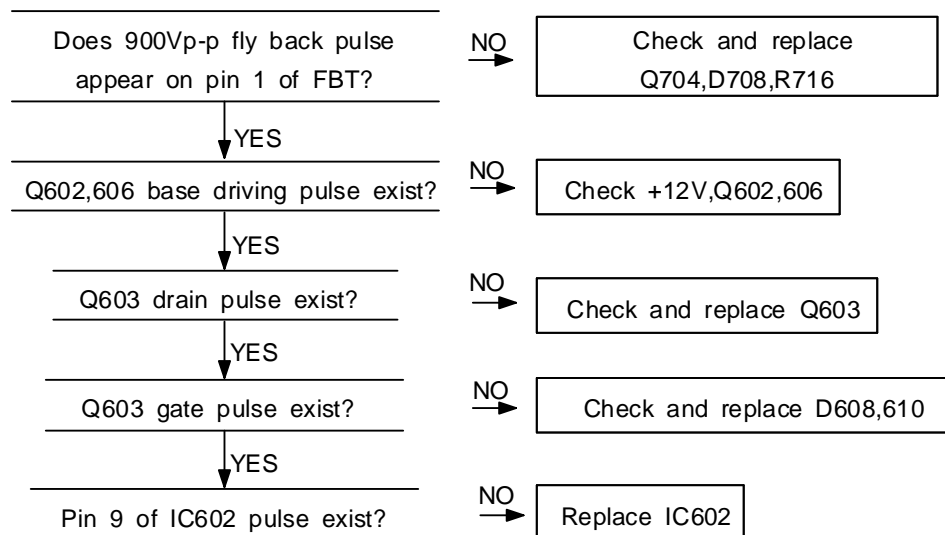 Does 900Vp-p fly back pulse
appear on pin 1 of FBT?
NO
Check and replace
Q704,D708,R716
YES
Q602,606 base driving pulse exist?
NO
Check +12V,Q602,606
YES
Q603 drain pulse exist?
NO
Check and replace Q603
YES
Q603 gate pulse exist?
NO
Check and replace D608,610
YES
Pin 9 of IC602 pulse exist?
NO
Replace IC602